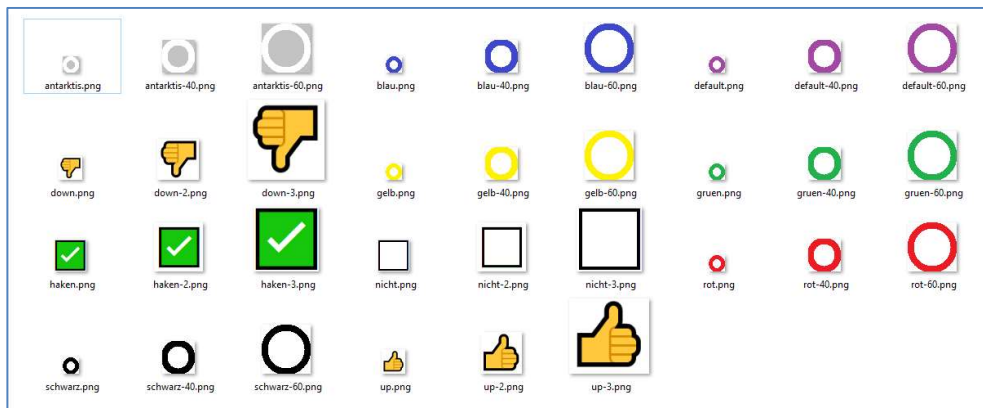 antarktis.png antarktis-40.png antarktis-60.png blau.png blau-40.png blau-60.png default.png default-40.png default-60.png
down.png down-2.png down-3.png gelb.png gelb-40.png gelb-60.png gruen.png gruen-40.png gruen-60.png
haken.png haken-2.png haken-3.png nicht.png nicht-2.png nicht-3.png rot.png rot-40.png rot-60.png
schwarz.png schwarz-40.png schwarz-60.png up.png up-2.png up-3.png